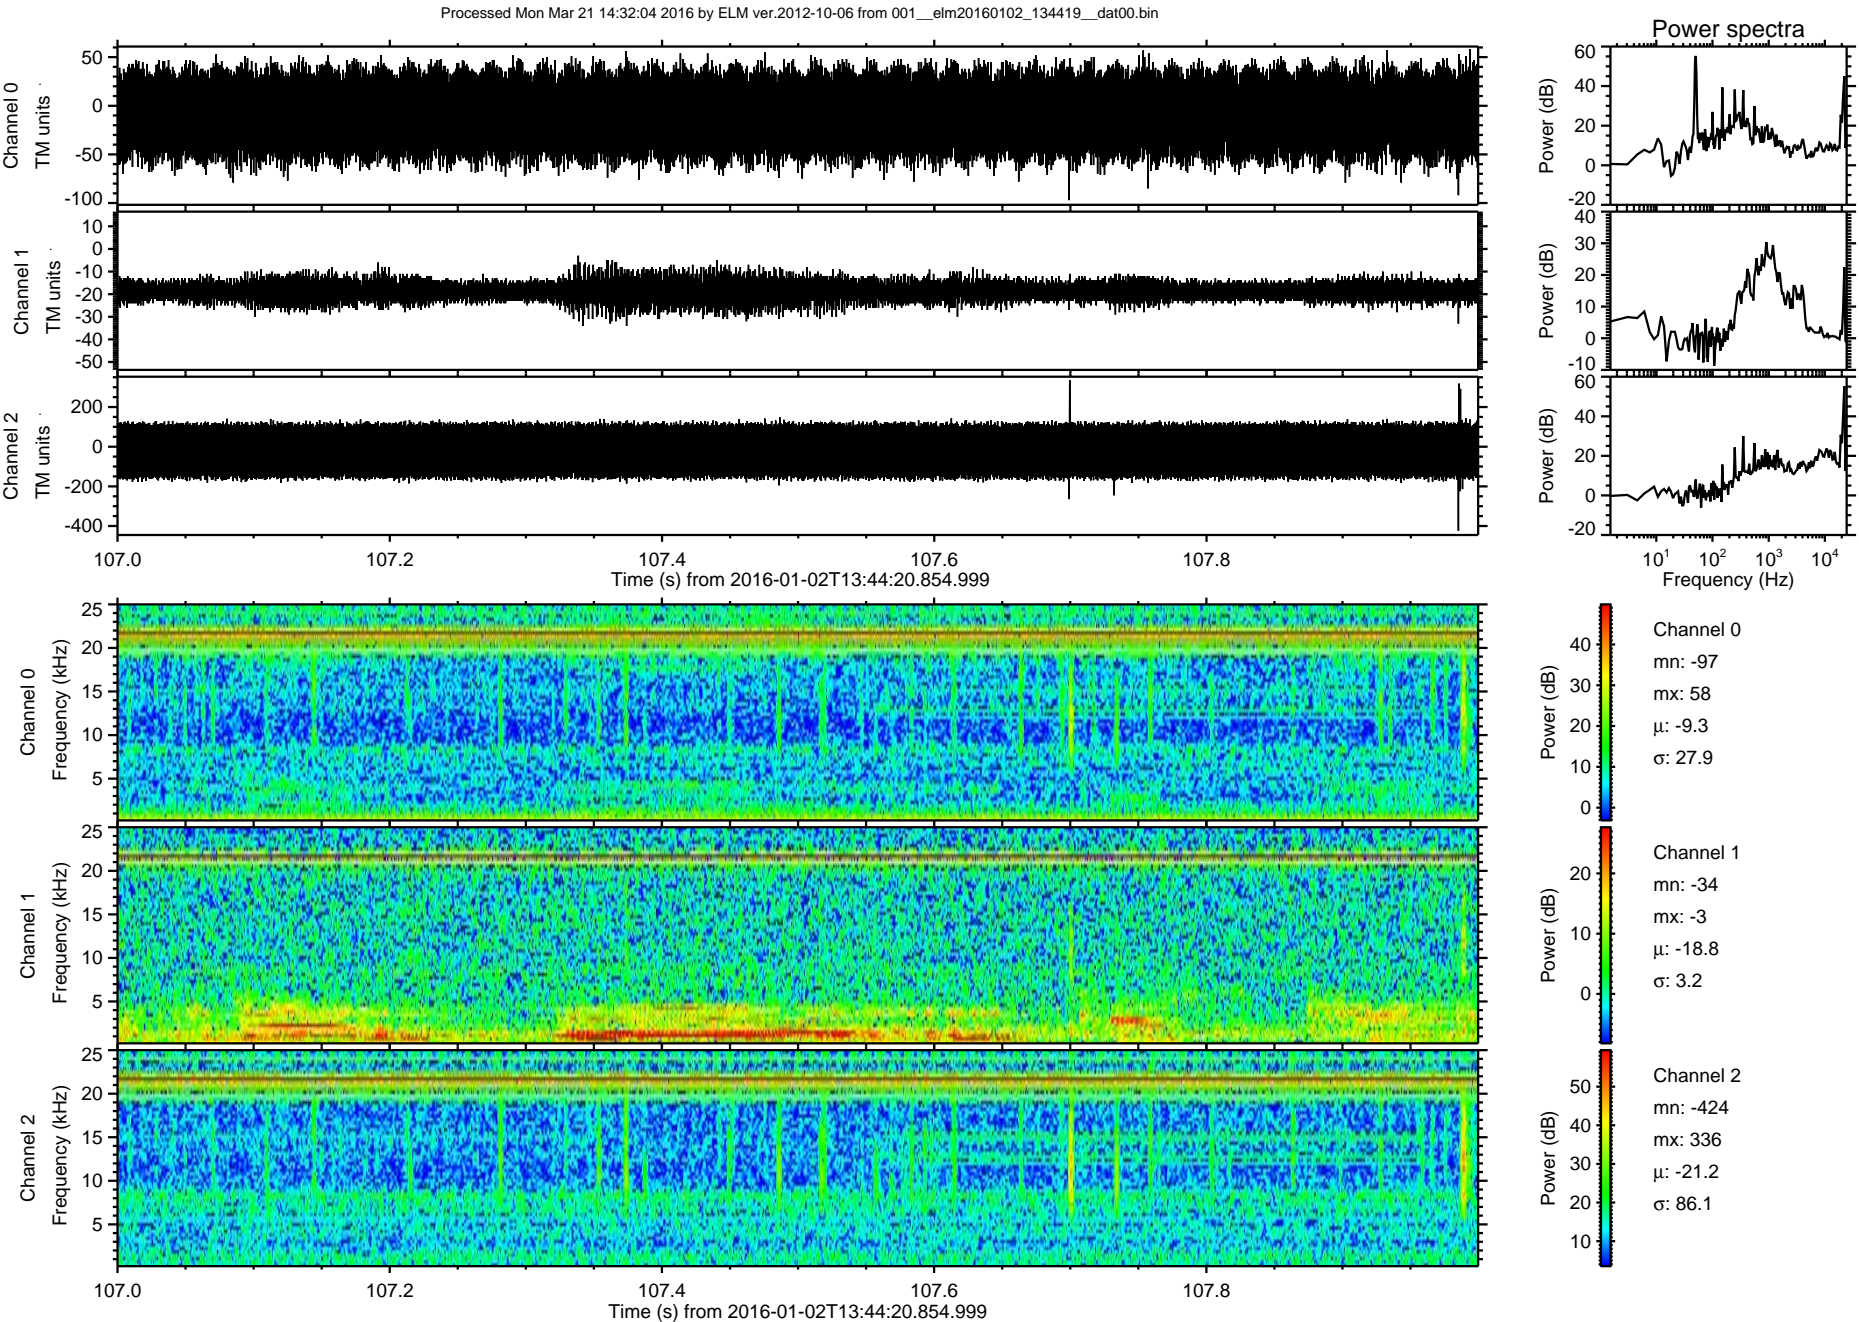 Processed Mon Mar 21 14:32:04 2016 by ELM ver.2012-10-06 from 001__elm20160102_134419__dat00.bin
Power spectra
Channel 0
TM units
50
0
-50
-100
Power (dB)
60
40
20
0
-20
Channel 1
TM units
10
0
-10
-20
-30
-40
-50
Power (dB)
40
30
20
10
0
-10
Channel 2
TM units
200
0
-200
-400
Power (dB)
60
40
20
0
-20
107.0 107.2 107.4 107.6 107.8
Time (s) from 2016-01-02T13:44:20.854.999
10^1 10^2 10^3 10^4
Frequency (Hz)
Channel 0
Frequency (kHz)
25
20
15
10
5
Power (dB)
40
30
20
10
0
Channel 0
mn: -97
mx: 58
μ: -9.3
σ: 27.9
Channel 1
Frequency (kHz)
25
20
15
10
5
Power (dB)
20
10
0
Channel 1
mn: -34
mx: -3
μ: -18.8
σ: 3.2
Channel 2
Frequency (kHz)
25
20
15
10
5
Power (dB)
50
40
30
20
10
Channel 2
mn: -424
mx: 336
μ: -21.2
σ: 86.1
107.0 107.2 107.4 107.6 107.8
Time (s) from 2016-01-02T13:44:20.854.999